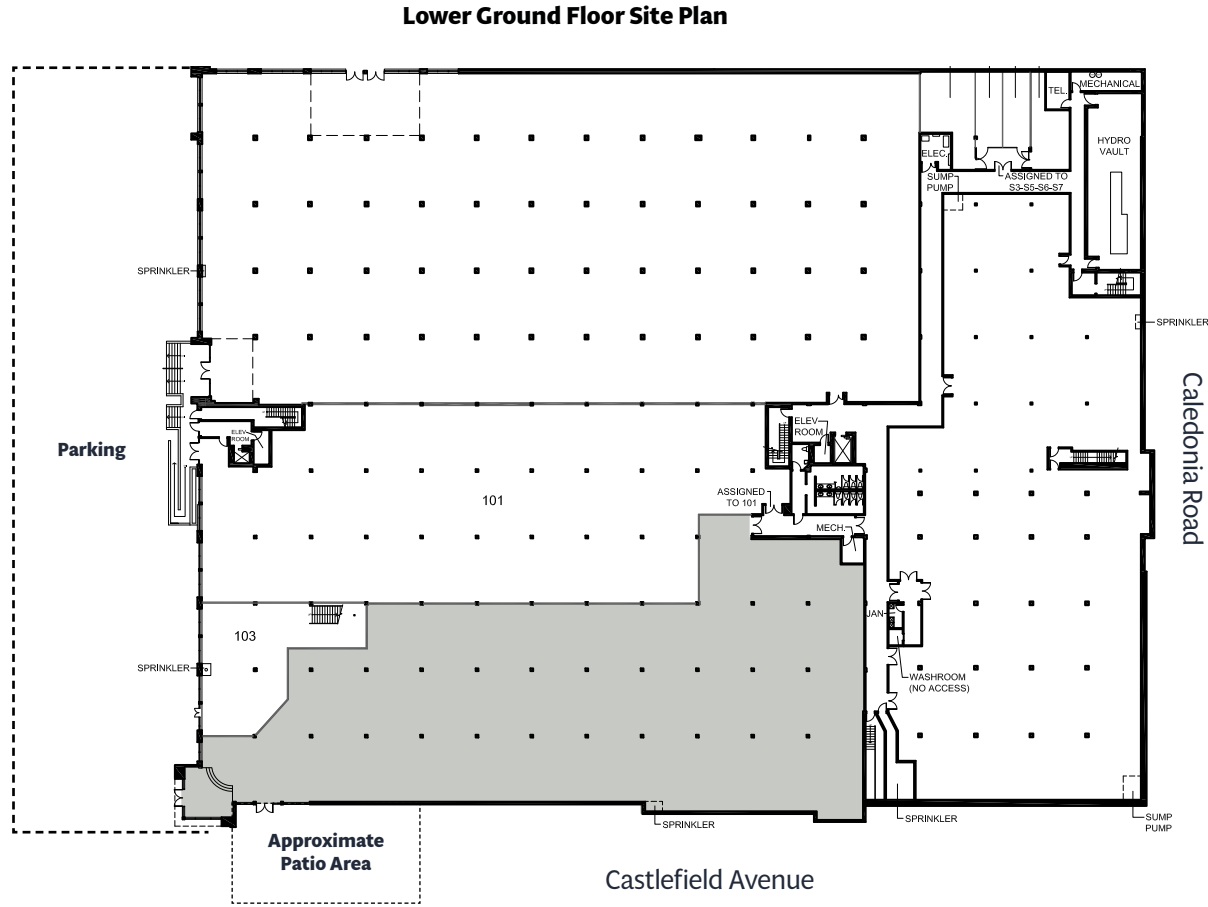 Lower Ground Floor Site Plan
TEL.
MECHANICAL
HYDRO
VAULT
ELEC.
SUMP
PUMP
ASSIGNED TO
S3-S5-S6-S7
SPRINKLER
SPRINKLER
Caledonia Road
Parking
ELEV
ROOM
ELEV
ROOM
101
ASSIGNED
TO 101
MECH.
103
JAN
SPRINKLER
WASHROOM
(NO ACCESS)
SPRINKLER
SPRINKLER
SUMP
PUMP
Approximate
Patio Area
Castlefield Avenue